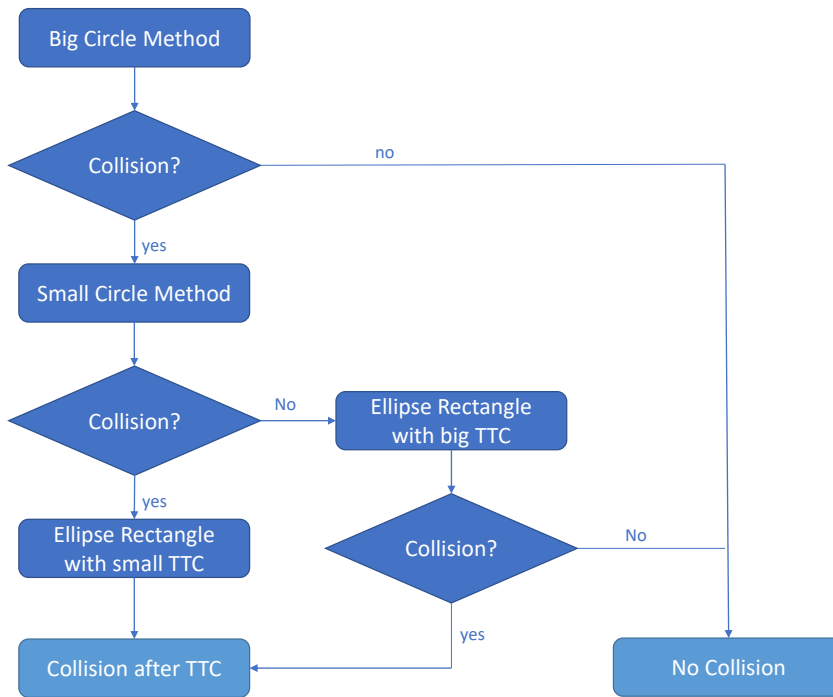 Big Circle Method
Collision?
no
yes
Small Circle Method
Collision?
No
Ellipse Rectangle
with big TTC
yes
Ellipse Rectangle
with small TTC
Collision?
No
yes
Collision after TTC
No Collision